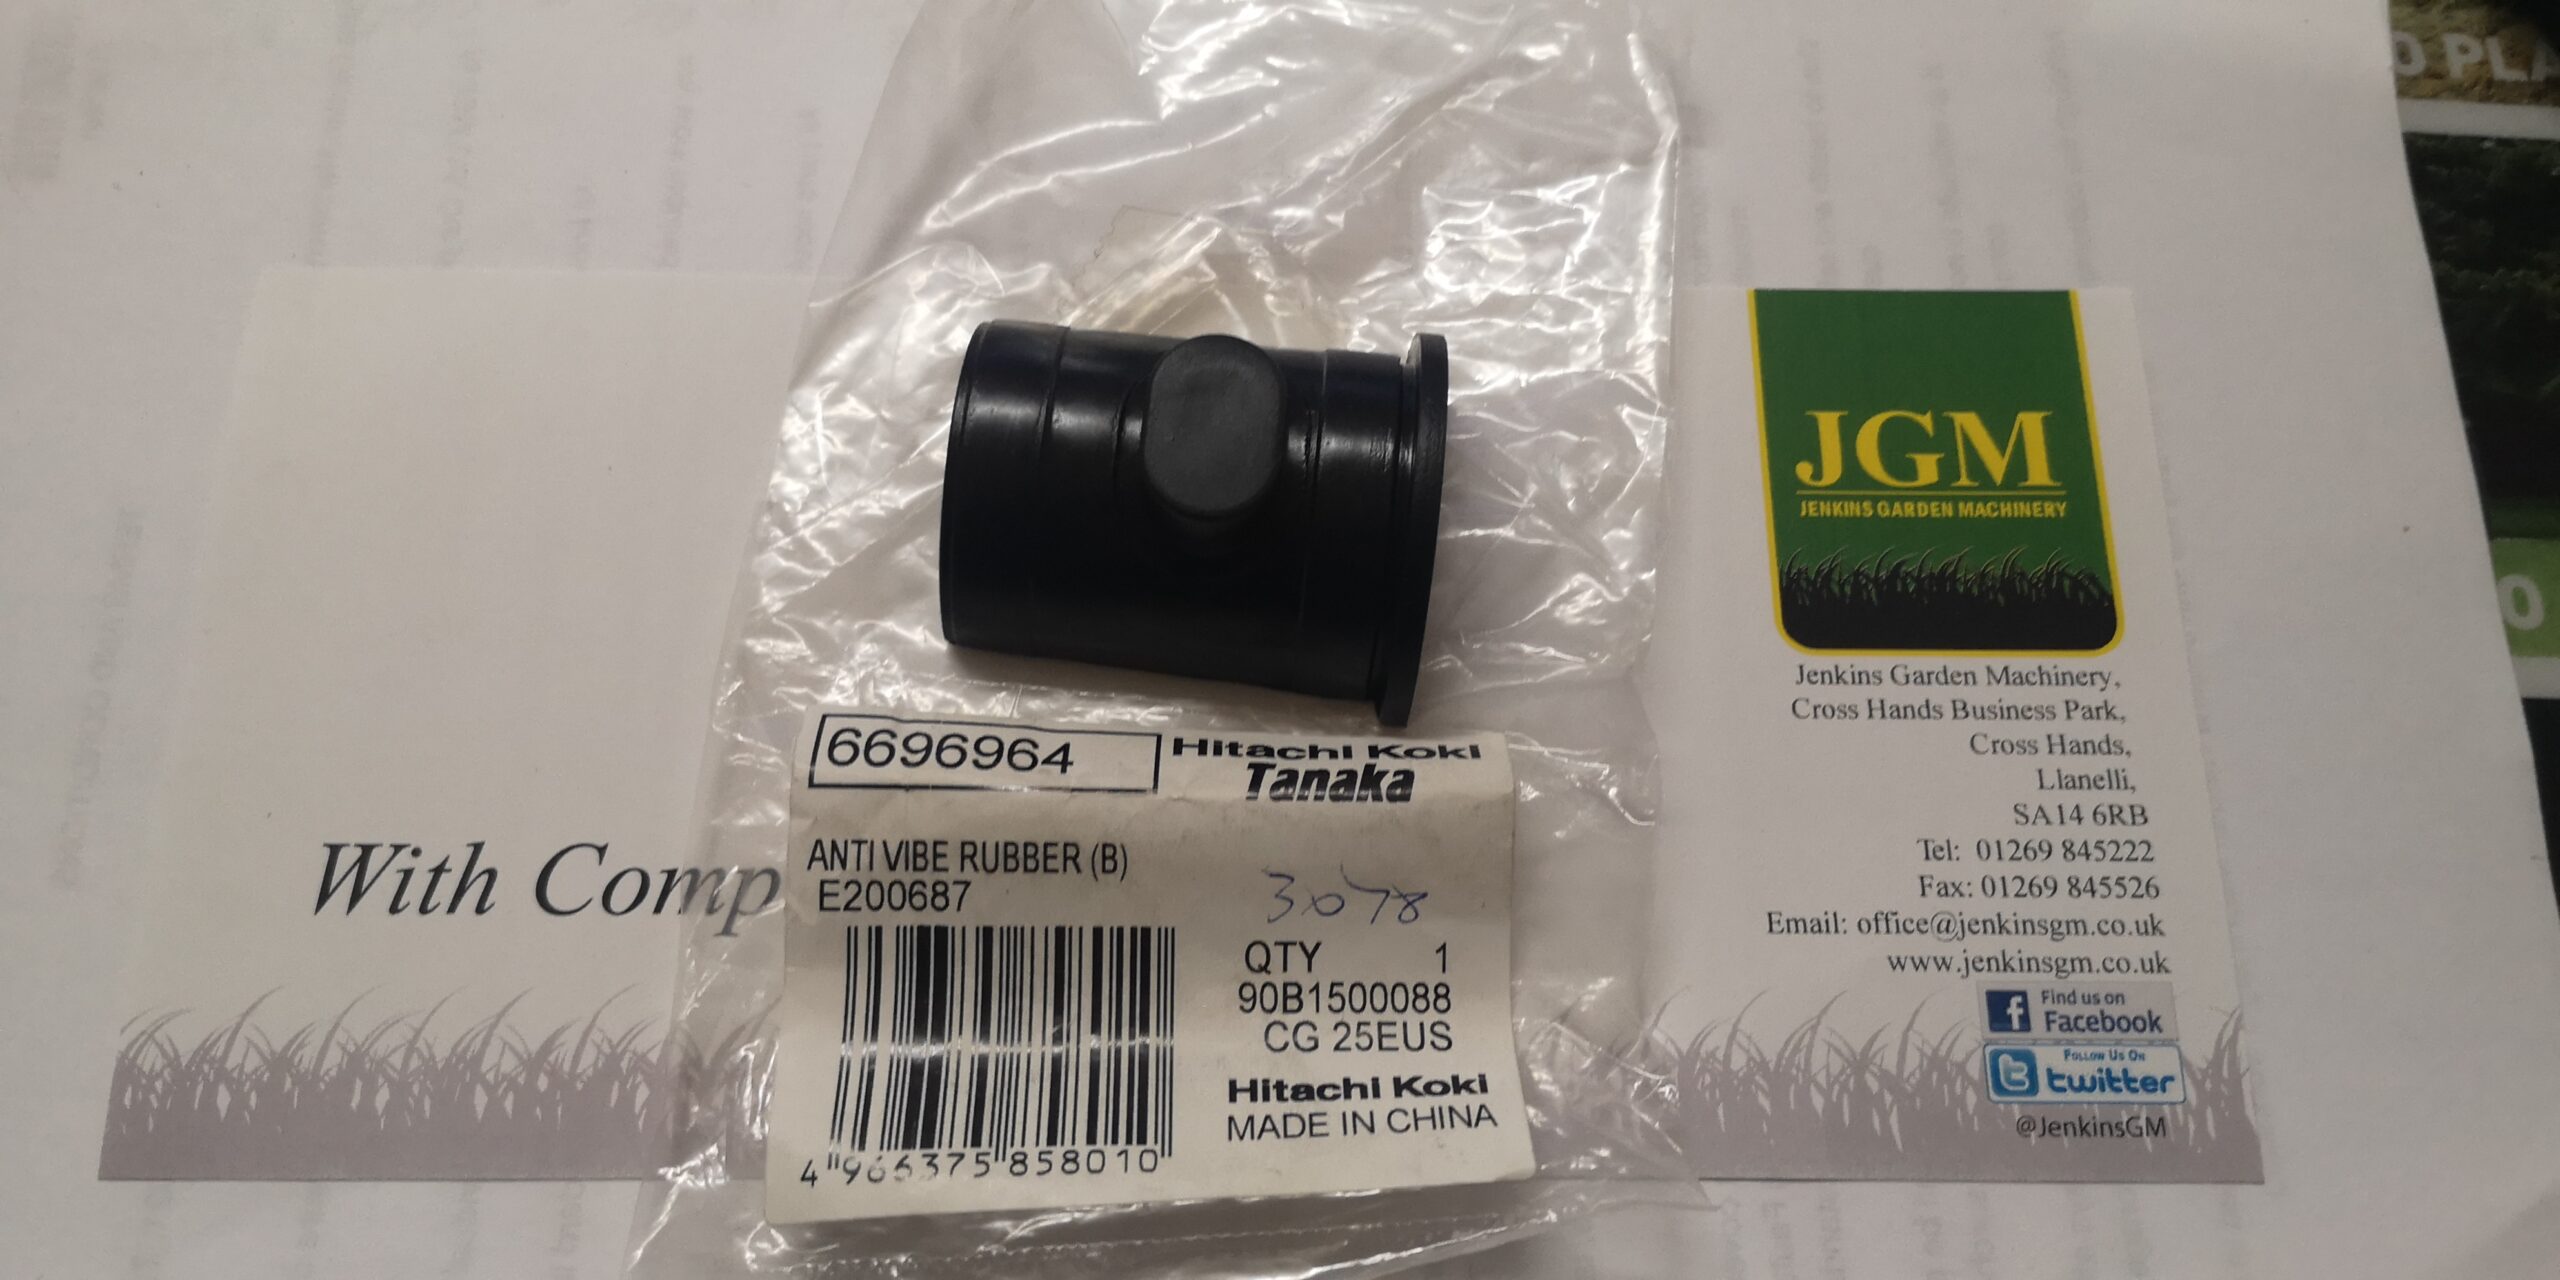 O PLA
JGM
JENKINS GARDEN MACHINERY
Jenkins Garden Machinery,
Cross Hands Business Park,
Cross Hands,
Llanelli,
SA14 6RB
Tel: 01269 845222
Fax: 01269 845526
Email: office@jenkinsgm.co.uk
www.jenkinsgm.co.uk
Find us on
Facebook
Follow Us On
twitter
@JenkinsGM
With Comp
6696964
Hitachi Koki
Tanaka
ANTI VIBE RUBBER (B)
E200687
3078
QTY 1
90B1500088
CG 25EUS
Hitachi Koki
MADE IN CHINA
4 966375 858010